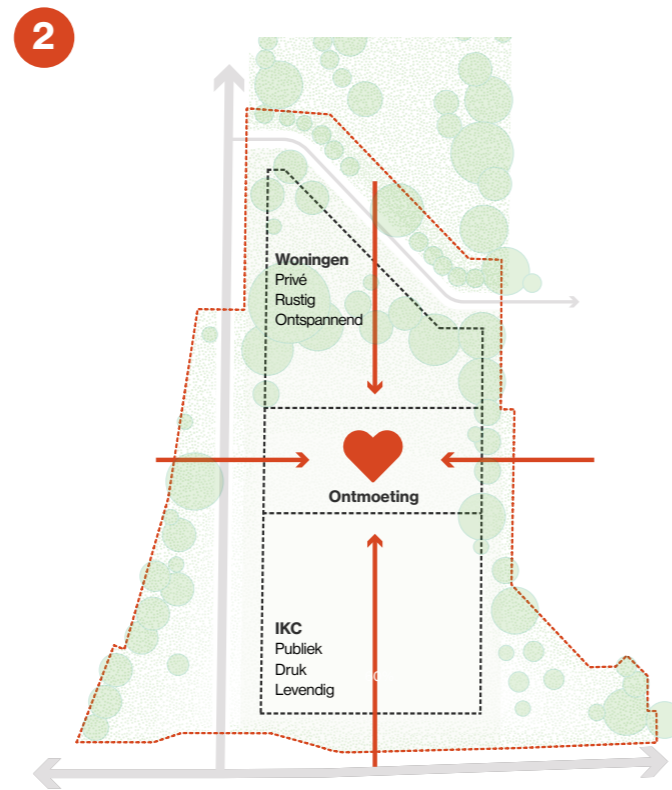 2
Woningen
Privé
Rustig
Ontspannend
Ontmoeting
IKC
Publiek
Druk
Levendig